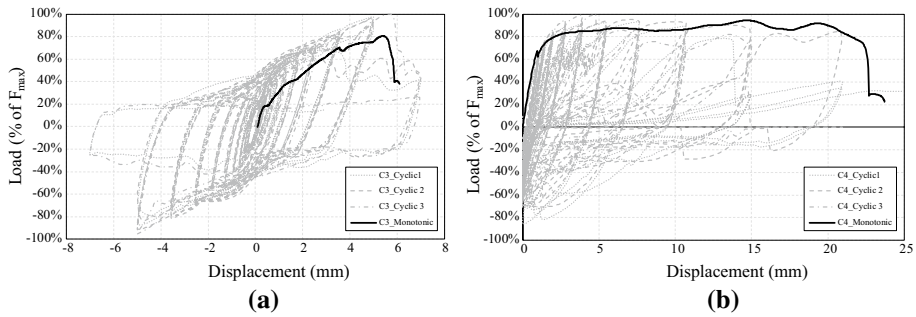 100%
80%
60%
40%
20%
0%
-20%
-40%
-60%
-80%
-100%
Load (% of Fmax)
C3_Cyclic1
C3_Cyclic 2
C3_Cyclic 3
C3_Monotonic
-8 -6 -4 -2 0 2 4 6 8
Displacement (mm)
(a)
100%
80%
60%
40%
20%
0%
-20%
-40%
-60%
-80%
-100%
Load (% of Fmax)
C4_Cyclic1
C4_Cyclic 2
C4_Cyclic 3
C4_Monotonic
0 5 10 15 20 25
Displacement (mm)
(b)